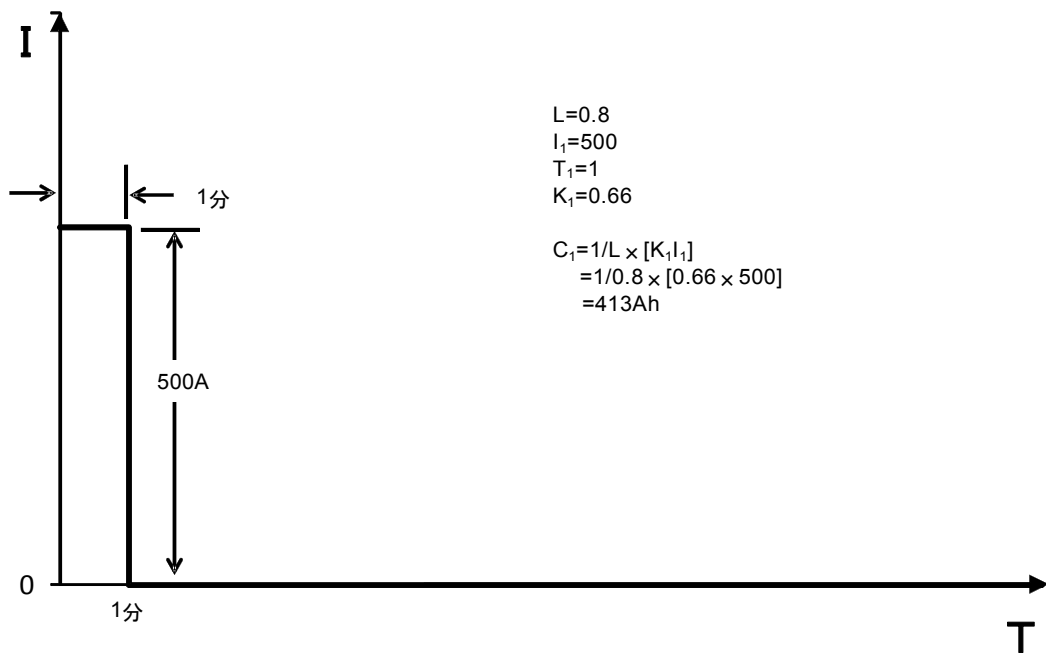 I
L=0.8
I₁=500
T₁=1
K₁=0.66
1分
C₁=1/L×[K₁I₁]
=1/0.8×[0.66×500]
=413Ah
500A
0
1分
T